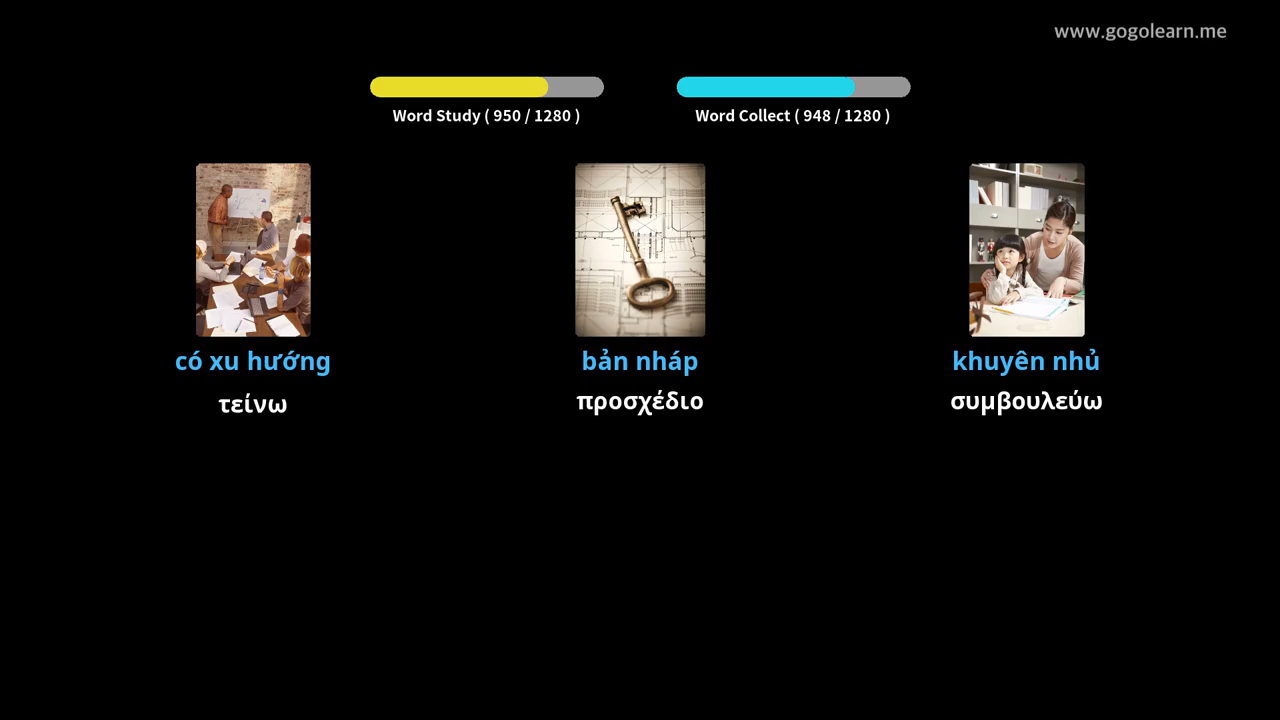 www.gogolearn.me
Word Study ( 950 / 1280 )
Word Collect ( 948 / 1280 )
có xu hướng
bản nháp
khuyên nhủ
τείνω
προσχέδιο
συμβουλεύω